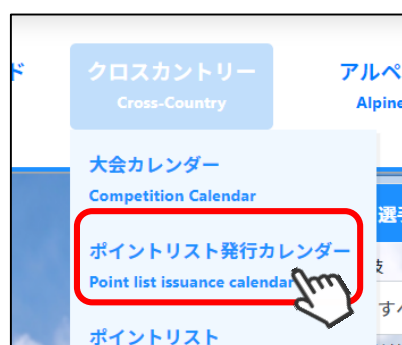 ド
クロスカントリー
Cross-Country
アルペ
Alpine
大会カレンダー
Competition Calendar
ポイントリスト発行カレンダー
Point list issuance calendar
選手
技
すべ
ポイントリスト